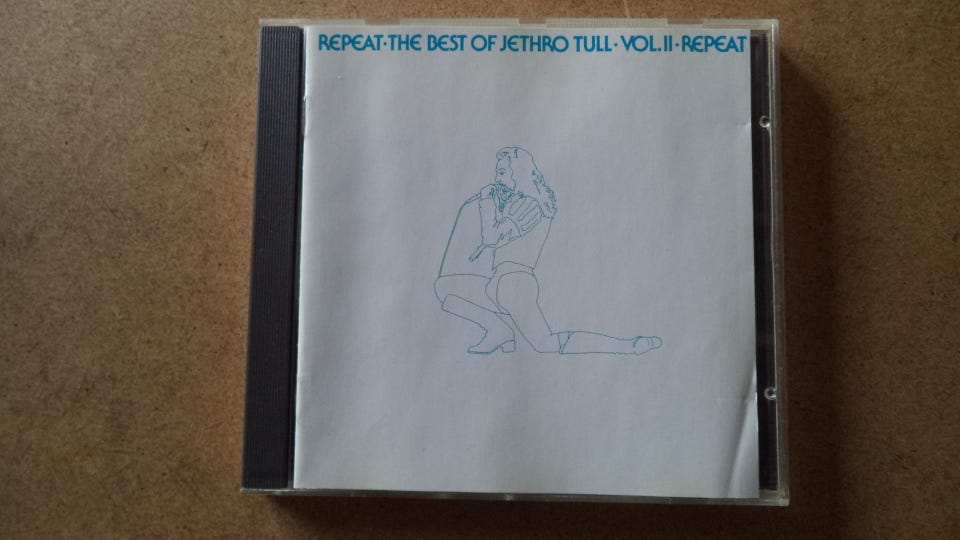 REPEAT·THE BEST OF JETHRO TULL·VOL.II·REPEAT